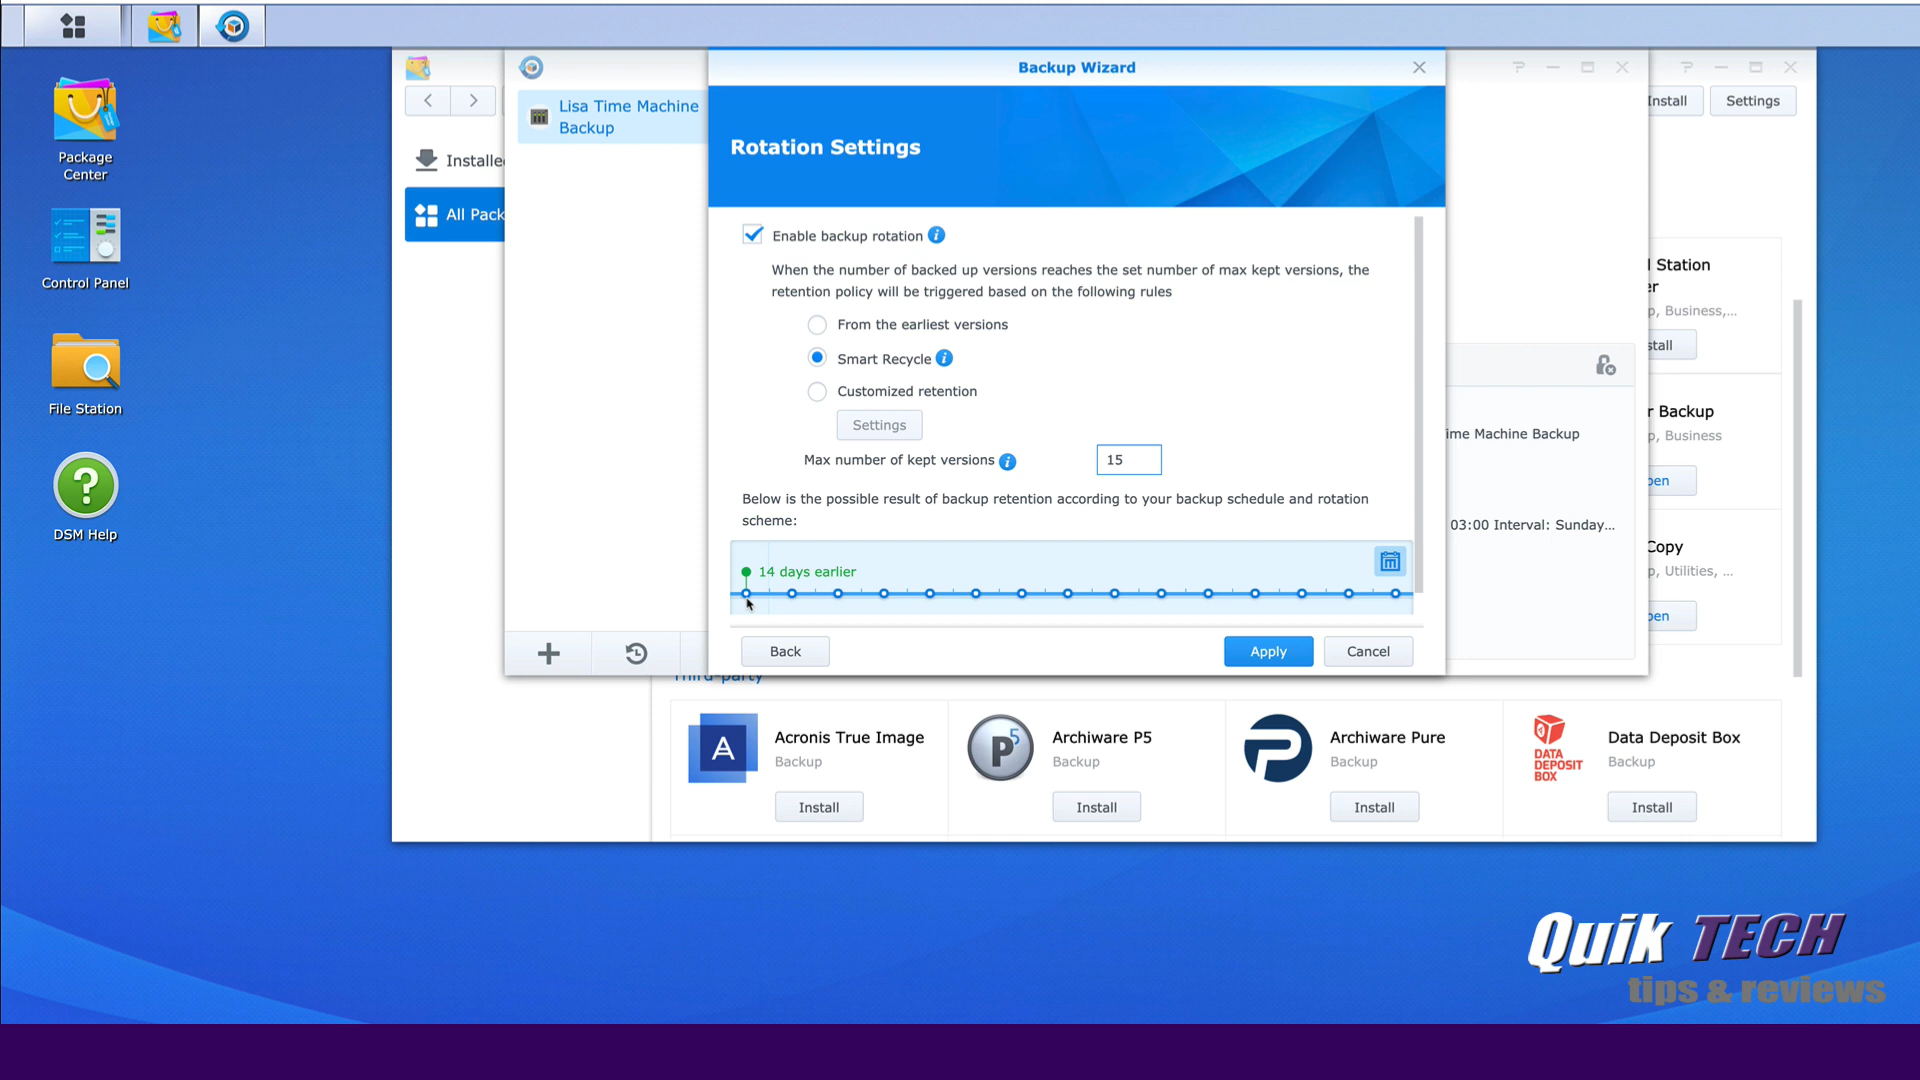 Package
Center
Control Panel
File Station
DSM Help
Installe
All Pack
Lisa Time Machine
Backup
Backup Wizard
Rotation Settings
Enable backup rotation
When the number of backed up versions reaches the set number of max kept versions, the
retention policy will be triggered based on the following rules
From the earliest versions
Smart Recycle
Customized retention
Settings
Max number of kept versions
15
Below is the possible result of backup retention according to your backup schedule and rotation
scheme:
14 days earlier
Back
Apply
Cancel
ime Machine Backup
03:00 Interval: Sunday...
Install
Settings
l Station
er
p, Business,...
stall
r Backup
p, Business
pen
Copy
p, Utilities, ...
pen
Third-party
Acronis True Image
Backup
Install
P5
Archiware P5
Backup
Install
Archiware Pure
Backup
Install
DATA
DEPOSIT
BOX
Data Deposit Box
Backup
Install
Quik TECH
tips & reviews